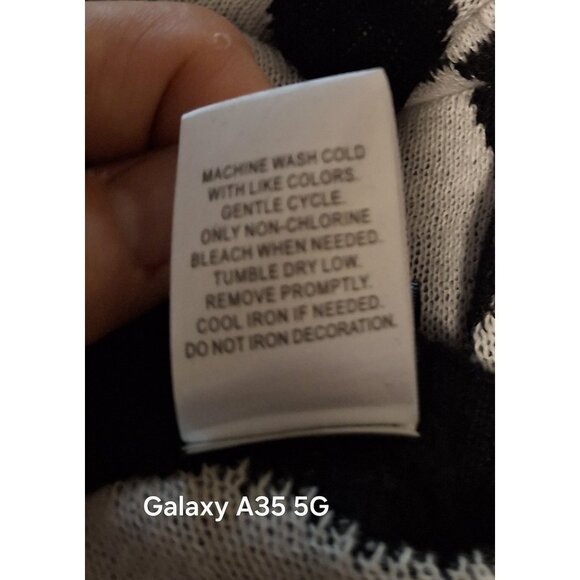 MACHINE WASH COLD
WITH LIKE COLORS.
GENTLE CYCLE.
ONLY NON-CHLORINE
BLEACH WHEN NEEDED.
TUMBLE DRY LOW.
REMOVE PROMPTLY.
COOL IRON IF NEEDED.
DO NOT IRON DECORATION.
Galaxy A35 5G